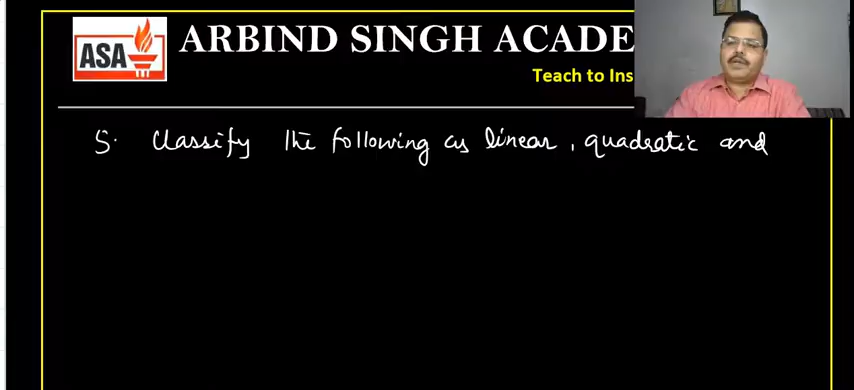 ASA
ARBIND SINGH ACADE
Teach to Ins
5. Classify the following as linear, quadratic and